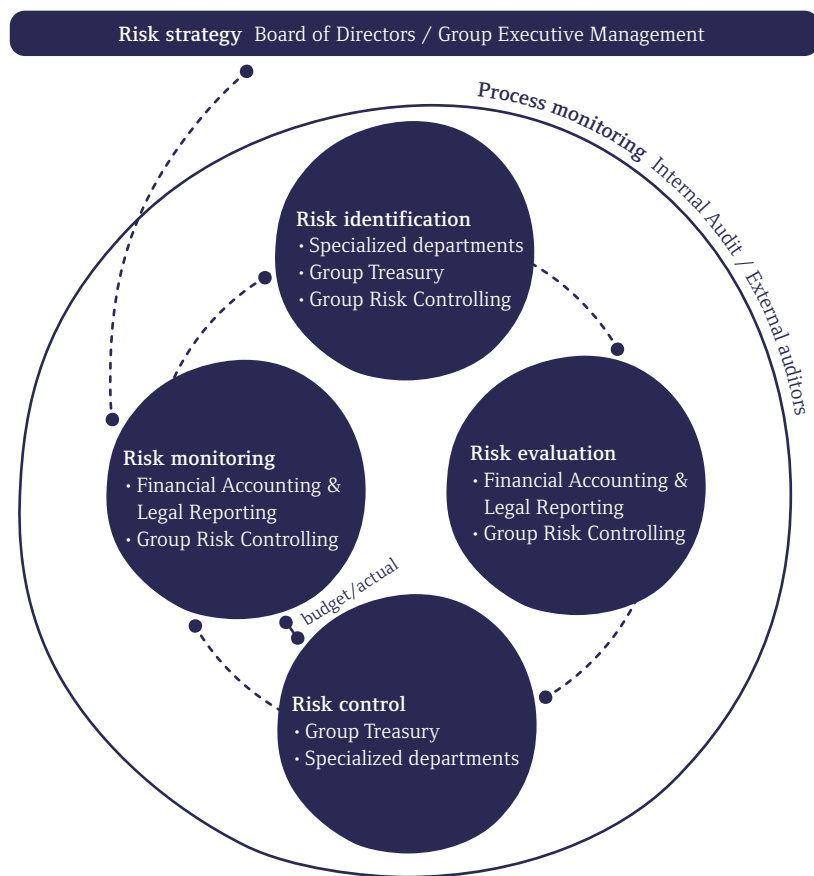 Risk strategy Board of Directors / Group Executive Management
Process monitoring Internal Audit / External auditors
Risk identification
· Specialized departments
· Group Treasury
· Group Risk Controlling
Risk monitoring
· Financial Accounting &
Legal Reporting
· Group Risk Controlling
Risk evaluation
· Financial Accounting &
Legal Reporting
· Group Risk Controlling
budget/actual
Risk control
· Group Treasury
· Specialized departments